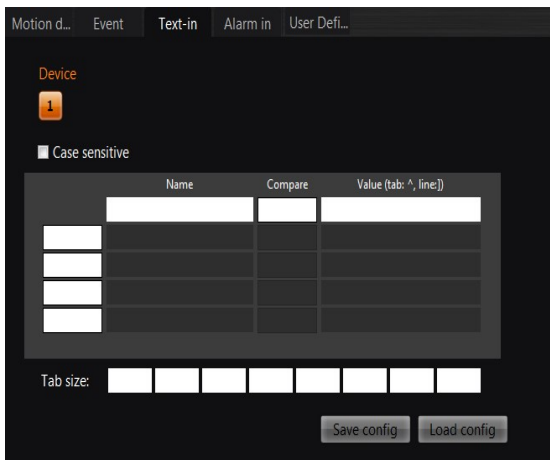 Motion d... Event Text-in Alarm in User Defi...
Device
1
Case sensitive
Name Compare Value (tab: ^, line:])
Tab size:
Save config Load config